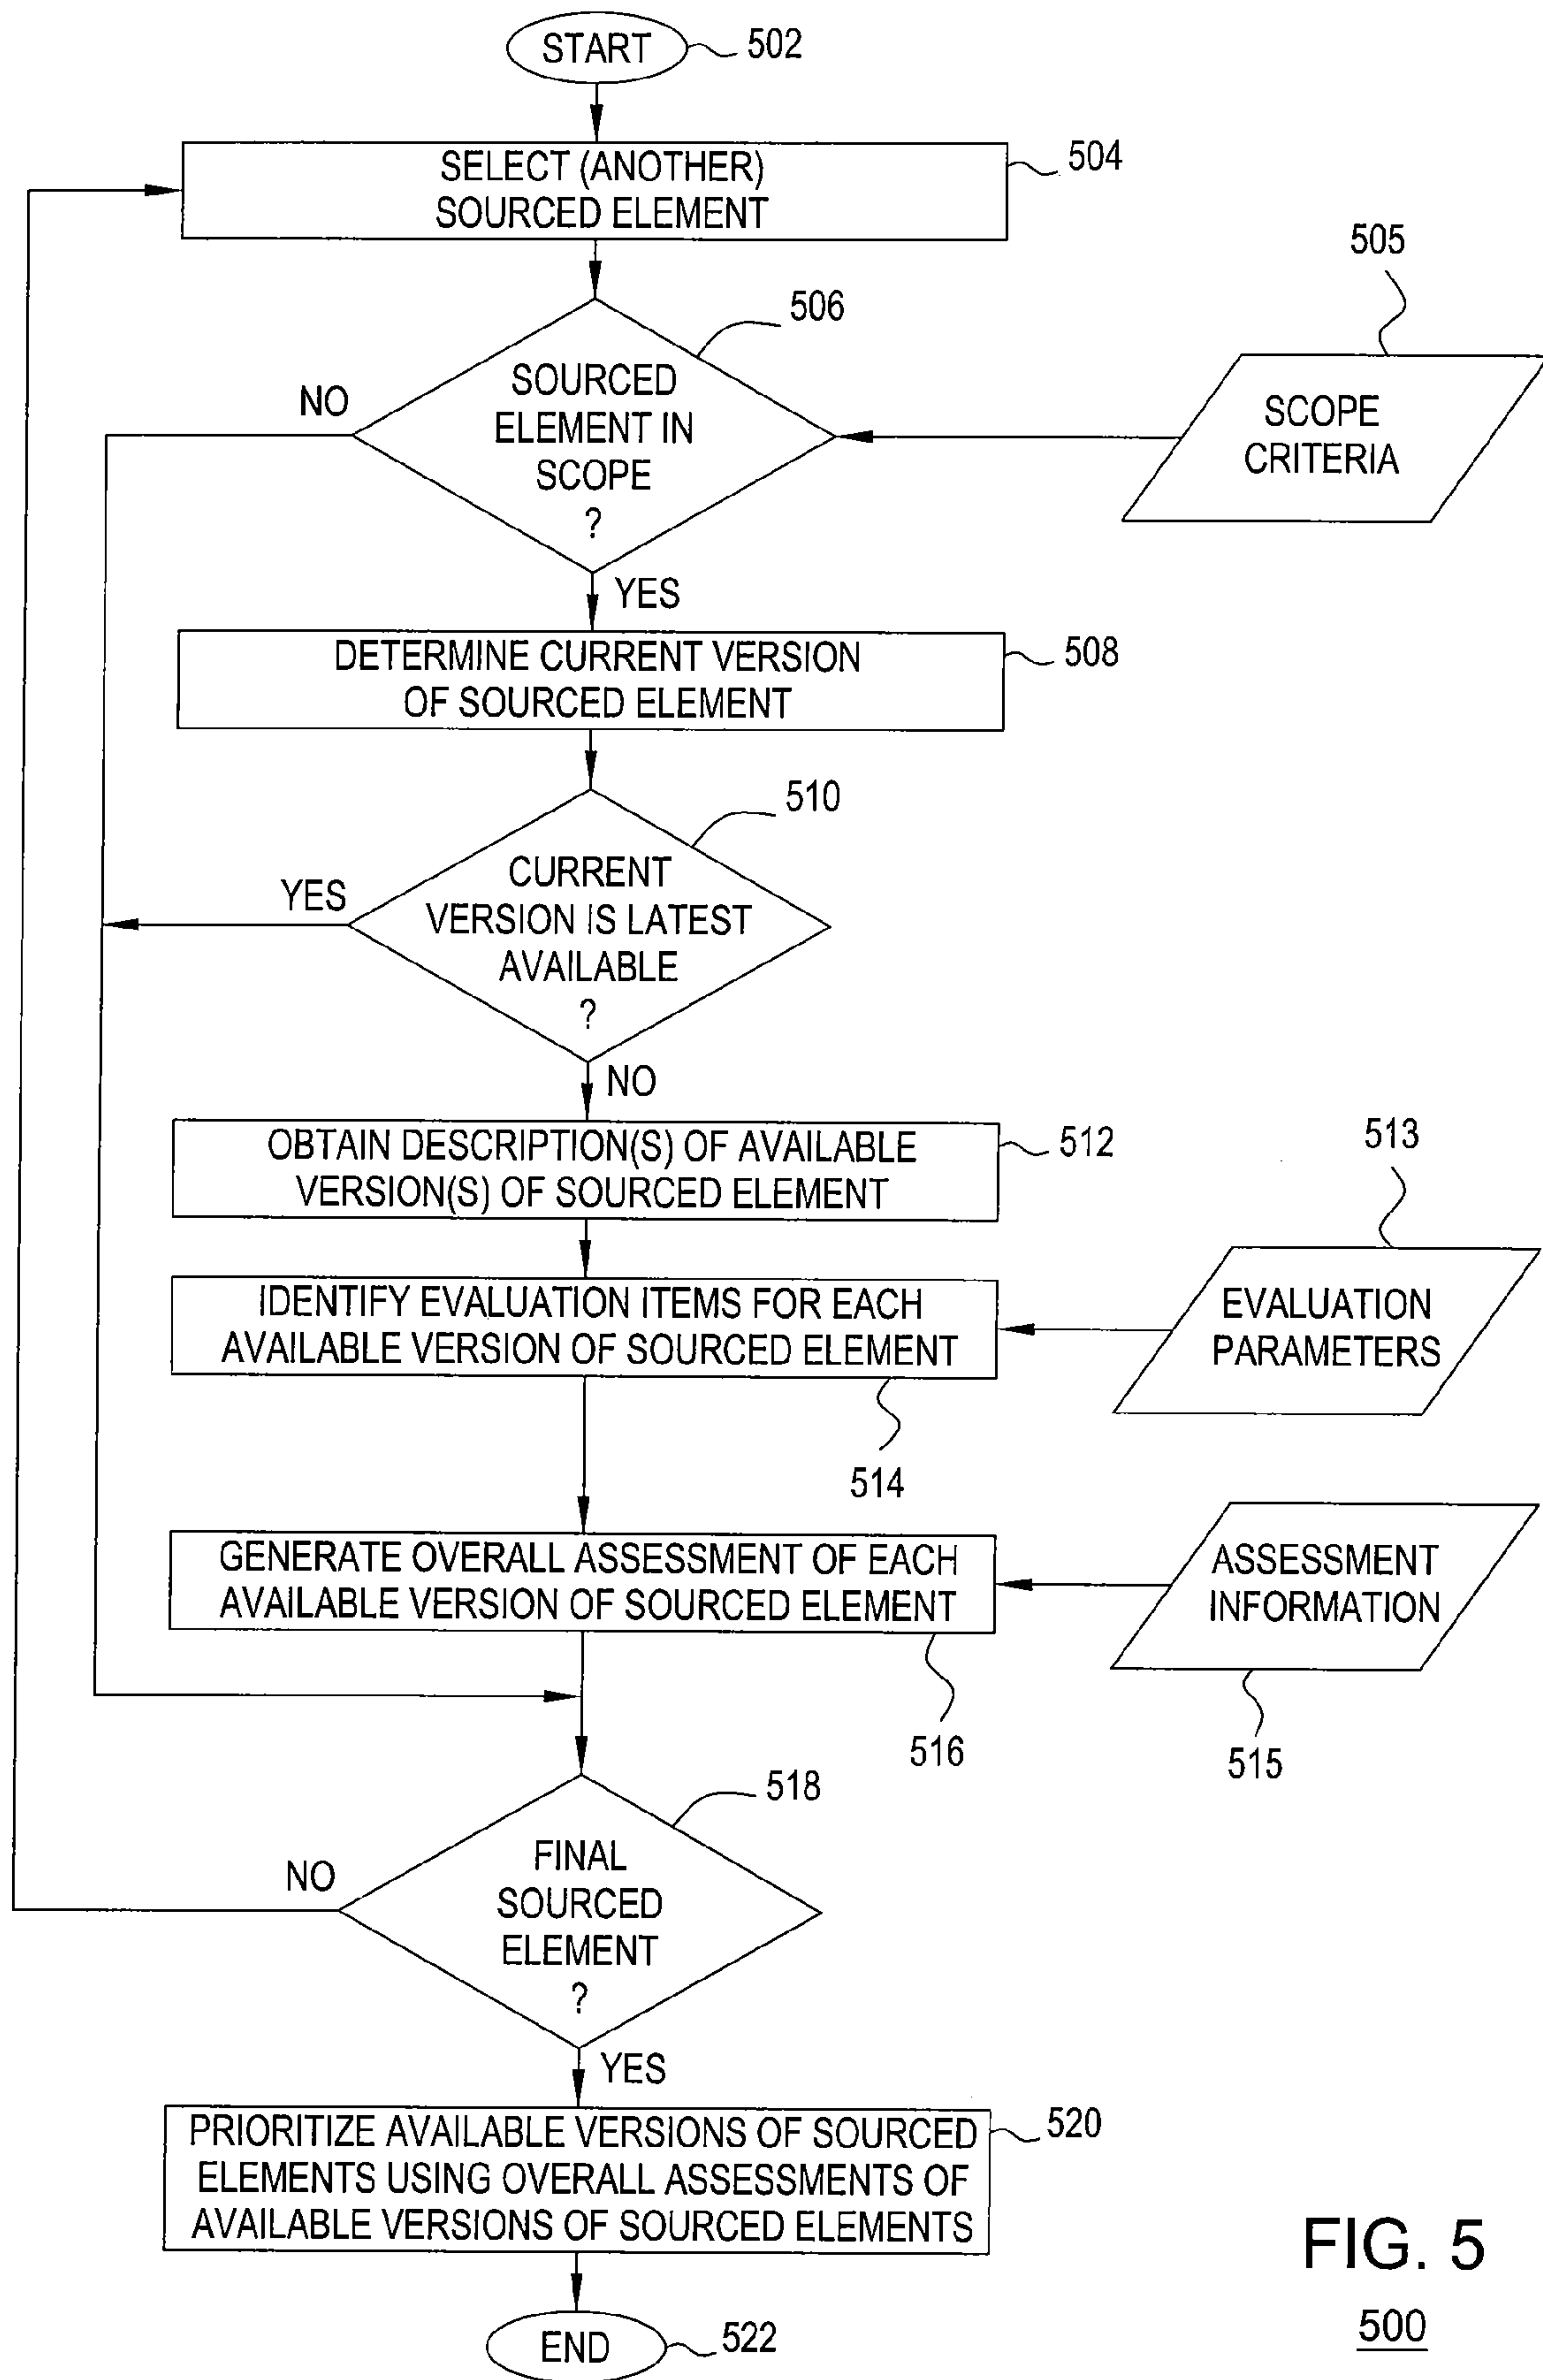 START
502
SELECT (ANOTHER)
SOURCED ELEMENT
504
505
506
SOURCED
ELEMENT IN
SCOPE
?
NO
SCOPE
CRITERIA
YES
DETERMINE CURRENT VERSION
OF SOURCED ELEMENT
508
510
CURRENT
VERSION IS LATEST
AVAILABLE
?
YES
NO
OBTAIN DESCRIPTION(S) OF AVAILABLE
VERSION(S) OF SOURCED ELEMENT
512
513
IDENTIFY EVALUATION ITEMS FOR EACH
AVAILABLE VERSION OF SOURCED ELEMENT
EVALUATION
PARAMETERS
514
GENERATE OVERALL ASSESSMENT OF EACH
AVAILABLE VERSION OF SOURCED ELEMENT
ASSESSMENT
INFORMATION
516
515
518
FINAL
SOURCED
ELEMENT
?
NO
YES
PRIORITIZE AVAILABLE VERSIONS OF SOURCED
ELEMENTS USING OVERALL ASSESSMENTS OF
AVAILABLE VERSIONS OF SOURCED ELEMENTS
520
END
522
FIG. 5
500